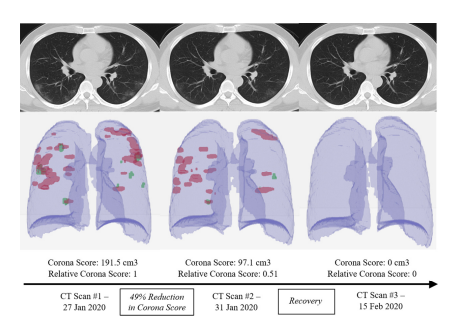 Corona Score: 191.5 cm3
Relative Corona Score: 1
Corona Score: 97.1 cm3
Relative Corona Score: 0.51
Corona Score: 0 cm3
Relative Corona Score: 0
CT Scan #1 –
27 Jan 2020
49% Reduction
in Corona Score
CT Scan #2 –
31 Jan 2020
Recovery
CT Scan #3 –
15 Feb 2020